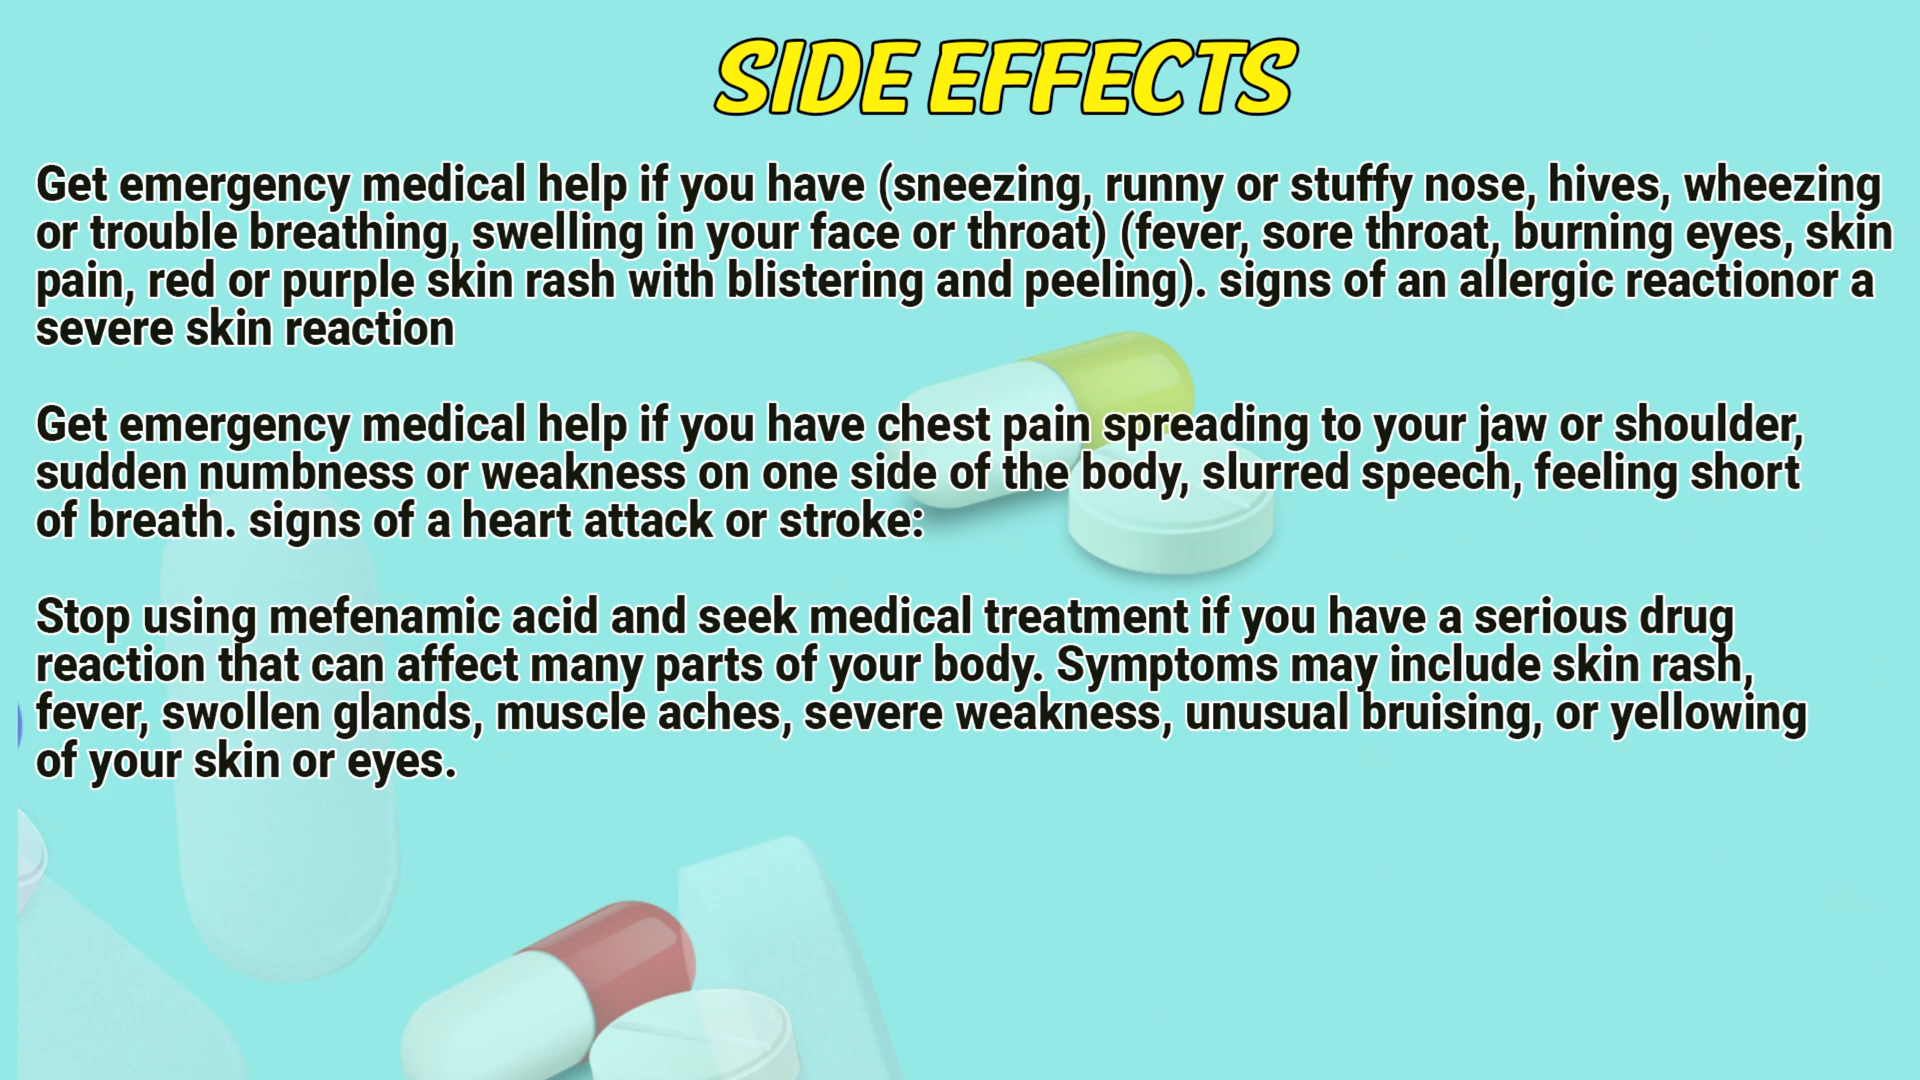 SIDE EFFECTS
Get emergency medical help if you have (sneezing, runny or stuffy nose, hives, wheezing
or trouble breathing, swelling in your face or throat) (fever, sore throat, burning eyes, skin
pain, red or purple skin rash with blistering and peeling). signs of an allergic reactionor a
severe skin reaction
Get emergency medical help if you have chest pain spreading to your jaw or shoulder,
sudden numbness or weakness on one side of the body, slurred speech, feeling short
of breath. signs of a heart attack or stroke:
Stop using mefenamic acid and seek medical treatment if you have a serious drug
reaction that can affect many parts of your body. Symptoms may include skin rash,
fever, swollen glands, muscle aches, severe weakness, unusual bruising, or yellowing
of your skin or eyes.